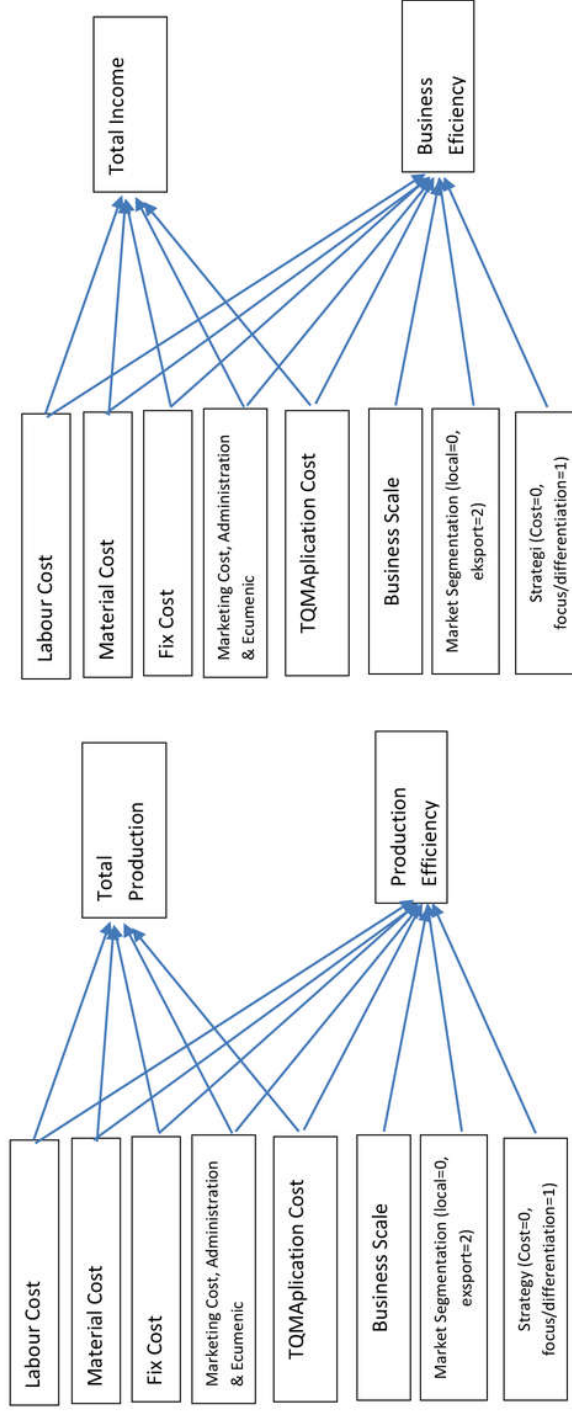 Labour Cost
Material Cost
Fix Cost
Marketing Cost, Administration
& Ecumenic
TQMAplication Cost
Business Scale
Market Segmentation (local=0,
exsport=2)
Strategy (Cost=0,
focus/differentiation=1)
Total
Production
Production
Efficiency
Labour Cost
Material Cost
Fix Cost
Marketing Cost, Administration
& Ecumenic
TQMAplication Cost
Business Scale
Market Segmentation (local=0,
eksport=2)
Strategi (Cost=0,
focus/differentiation=1)
Total Income
Business
Eficiency